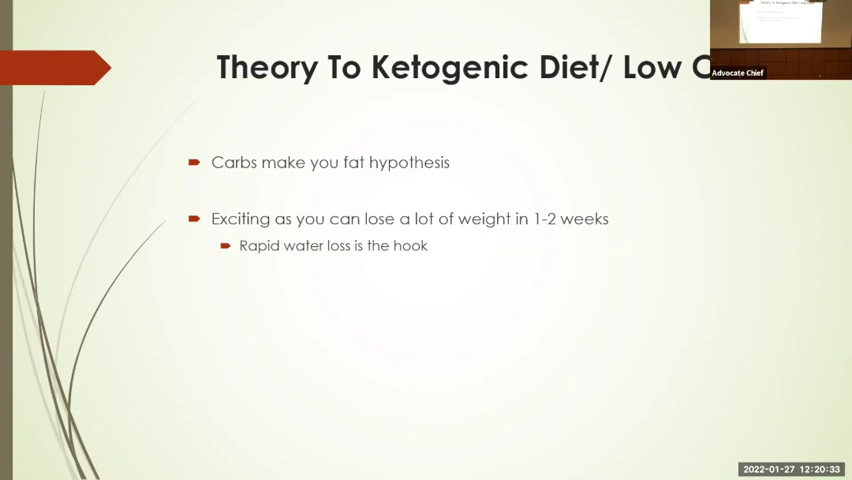 Theory To Ketogenic Diet/ Low C
Advocate Chief
Carbs make you fat hypothesis
Exciting as you can lose a lot of weight in 1-2 weeks
Rapid water loss is the hook
2022-01-27 12:20:33